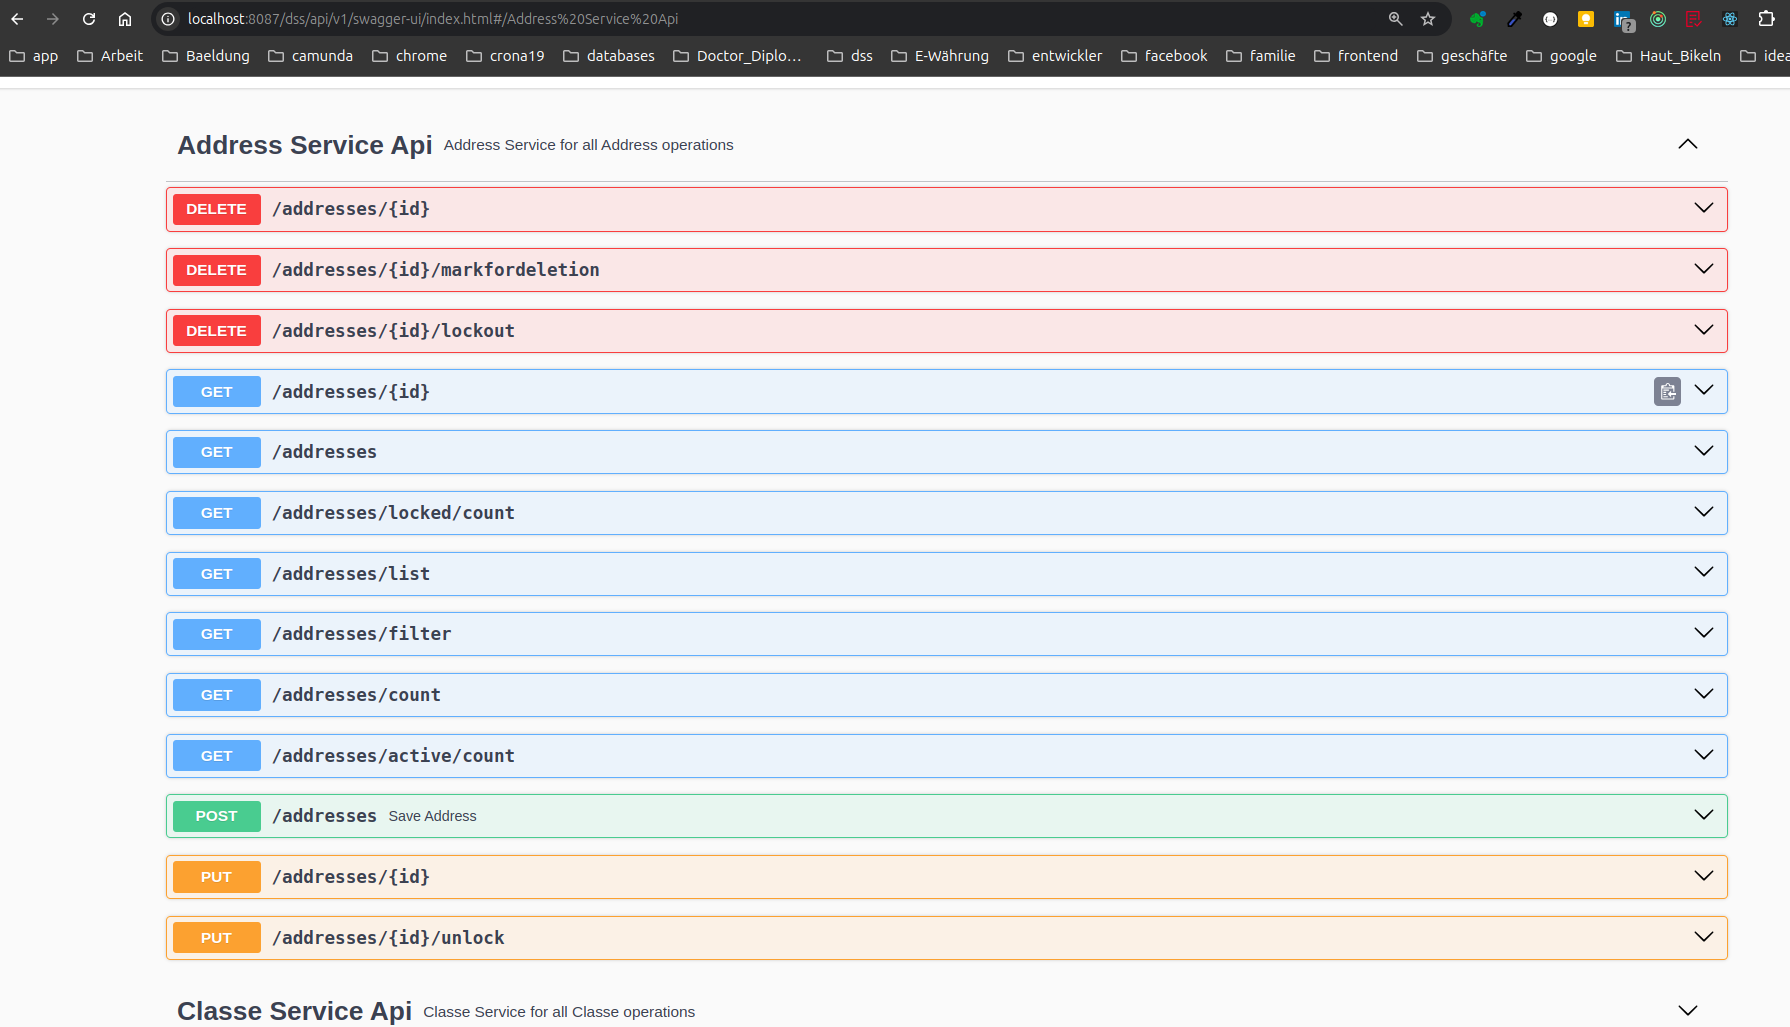 localhost:8087/dss/api/v1/swagger-ui/index.html#/Address%20Service%20Api
app Arbeit Baeldung camunda chrome crona19 databases Doctor_Diplo... dss E-Währung entwickler facebook familie frontend geschäfte google Haut_Bikeln idea
Address Service Api Address Service for all Address operations
DELETE /addresses/{id}
DELETE /addresses/{id}/markfordeletion
DELETE /addresses/{id}/lockout
GET /addresses/{id}
GET /addresses
GET /addresses/locked/count
GET /addresses/list
GET /addresses/filter
GET /addresses/count
GET /addresses/active/count
POST /addresses Save Address
PUT /addresses/{id}
PUT /addresses/{id}/unlock
Classe Service Api Classe Service for all Classe operations